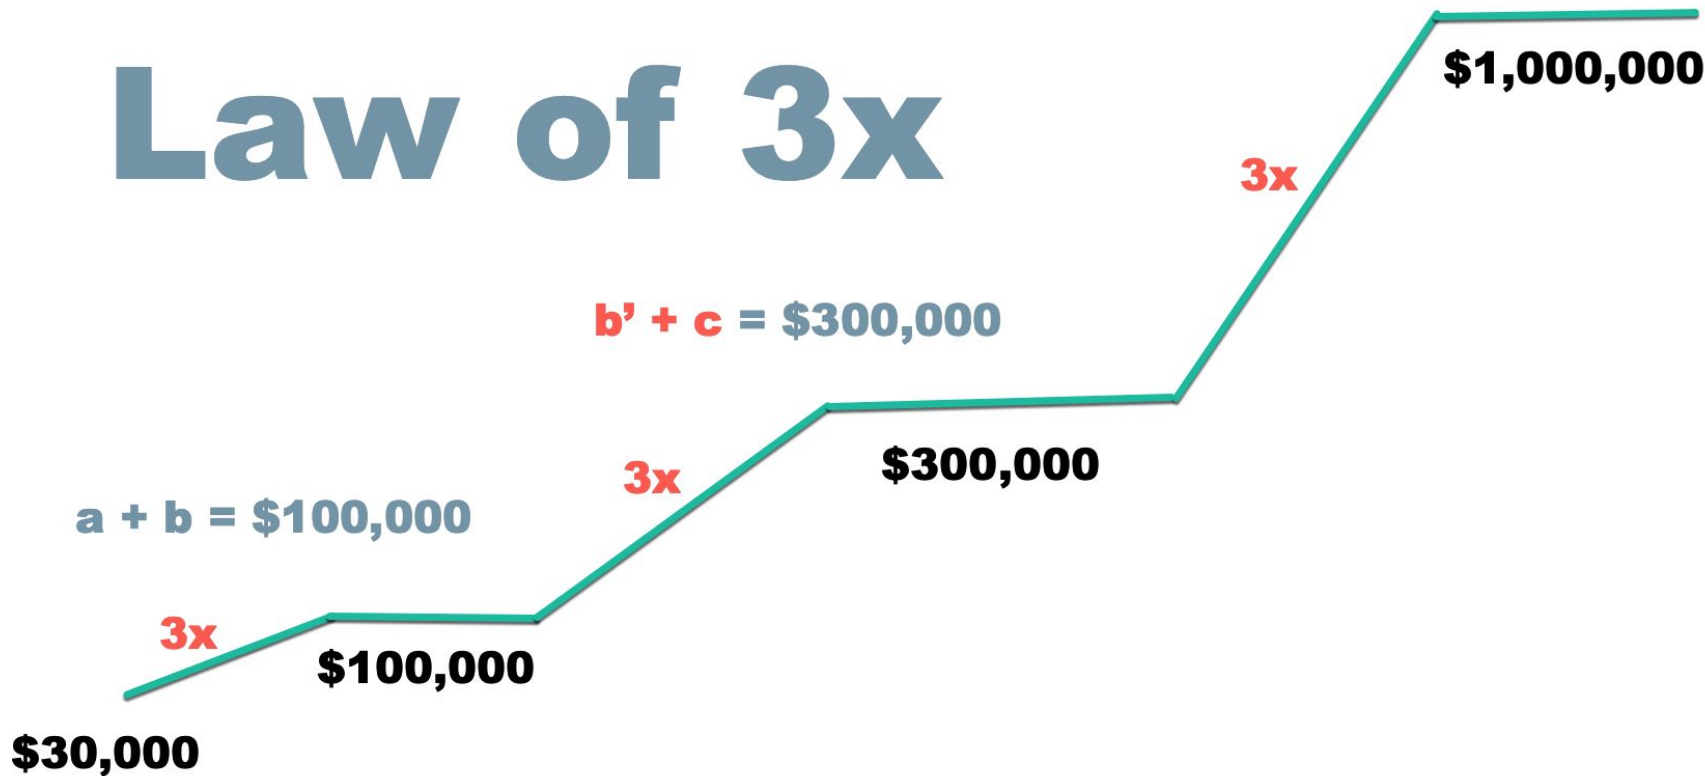 Law of 3x
$1,000,000
3x
b’ + c = $300,000
$300,000
3x
a + b = $100,000
3x
$100,000
$30,000